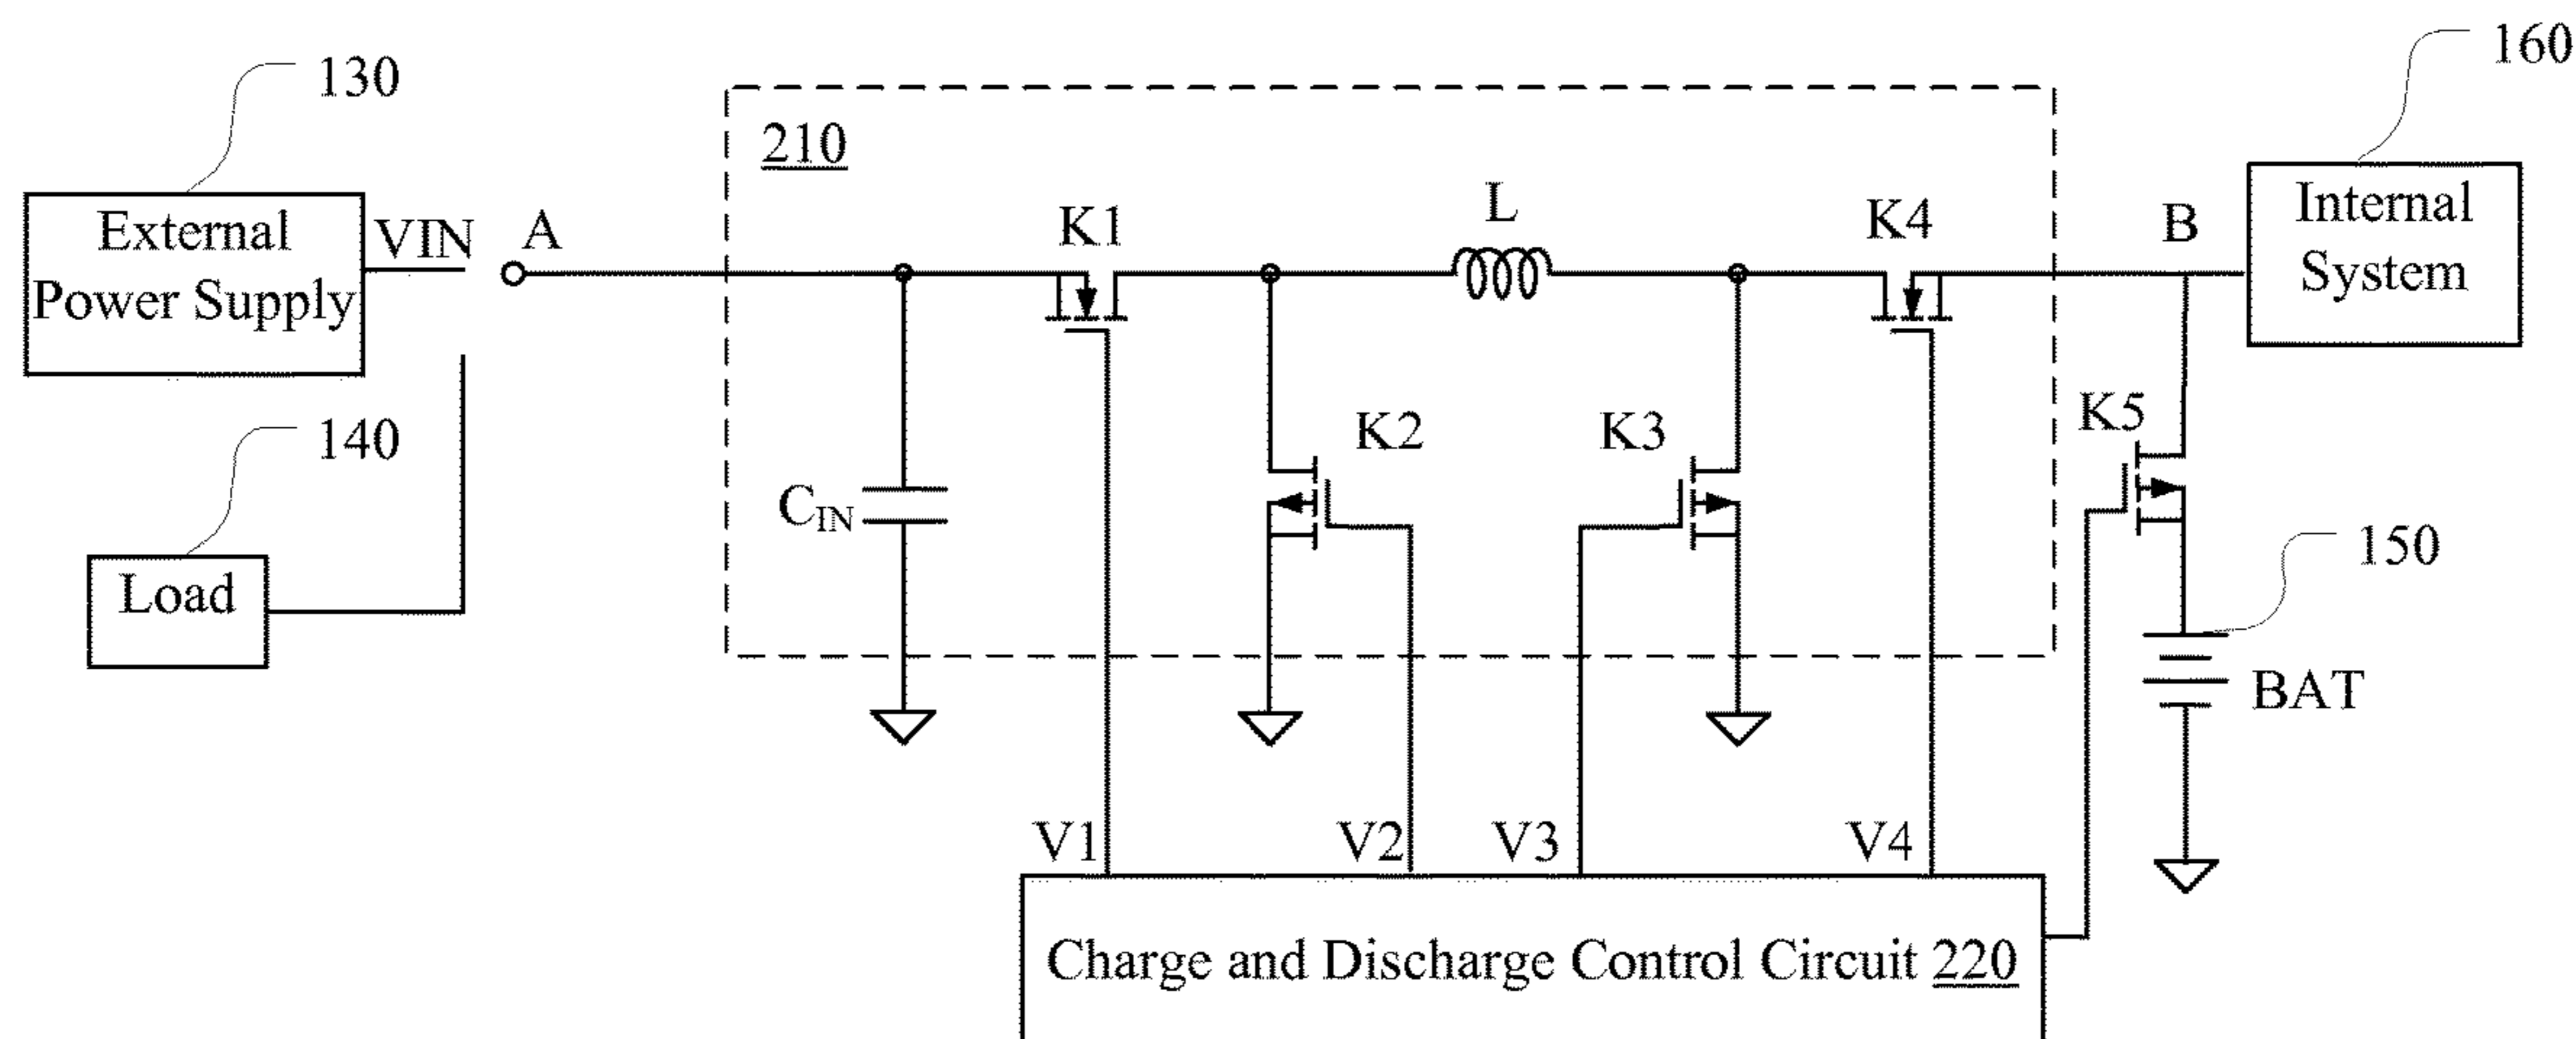 130
External
Power Supply
VIN
A
140
Load
210
K1
L
K4
B
160
Internal
System
C_IN
K2
K3
K5
150
BAT
V1
V2
V3
V4
Charge and Discharge Control Circuit 220